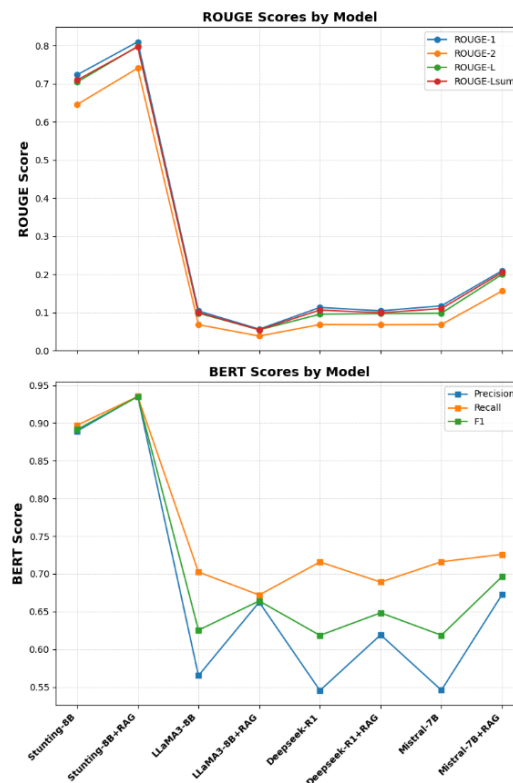 ROUGE Scores by Model
ROUGE-1
ROUGE-2
ROUGE-L
ROUGE-Lsum
ROUGE Score
0.8
0.7
0.6
0.5
0.4
0.3
0.2
0.1
0.0
BERT Scores by Model
Precision
Recall
F1
BERT Score
0.95
0.90
0.85
0.80
0.75
0.70
0.65
0.60
0.55
Stunting-8B
Stunting-8B+RAG
LLaMA3-8B
LLaMA3-8B+RAG
Deepseek-R1
Deepseek-R1+RAG
Mistral-7B
Mistral-7B+RAG